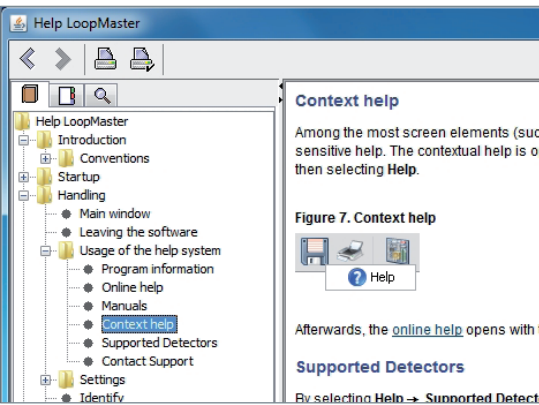 Help LoopMaster
Help LoopMaster
Introduction
Conventions
Startup
Handling
Main window
Leaving the software
Usage of the help system
Program information
Online help
Manuals
Context help
Supported Detectors
Contact Support
Settings
Identify
Context help
Among the most screen elements (suc
sensitive help. The contextual help is o
then selecting Help.
Figure 7. Context help
Help
Afterwards, the online help opens with
Supported Detectors
By selecting Help → Supported Detect